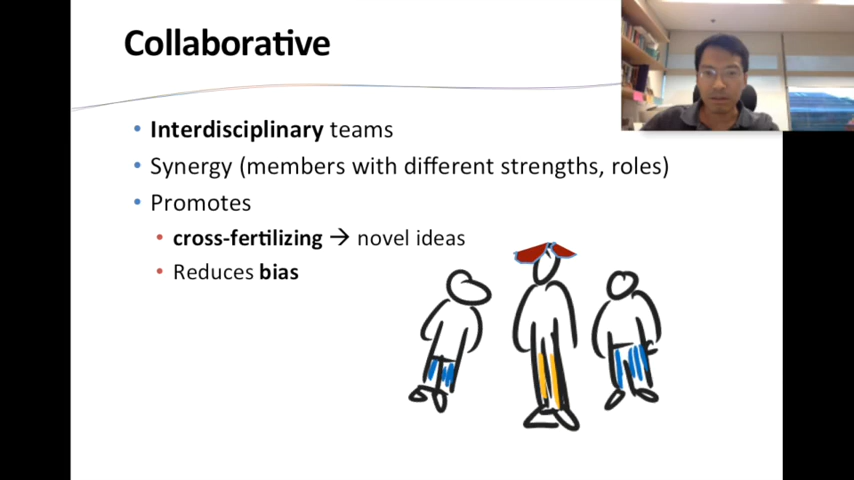 Collaborative
• Interdisciplinary teams
• Synergy (members with different strengths, roles)
• Promotes
• cross-fertilizing → novel ideas
• Reduces bias